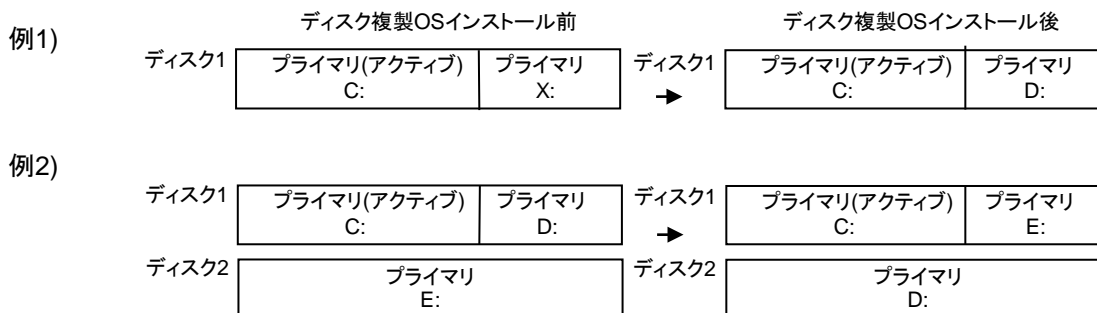 ディスク複製OSインストール前 ディスク複製OSインストール後
例1)
ディスク1 プライマリ(アクティブ) プライマリ ディスク1 プライマリ(アクティブ) プライマリ
C: X: C: D:
例2)
ディスク1 プライマリ(アクティブ) プライマリ ディスク1 プライマリ(アクティブ) プライマリ
C: D: C: E:
ディスク2 プライマリ ディスク2 プライマリ
E: D: